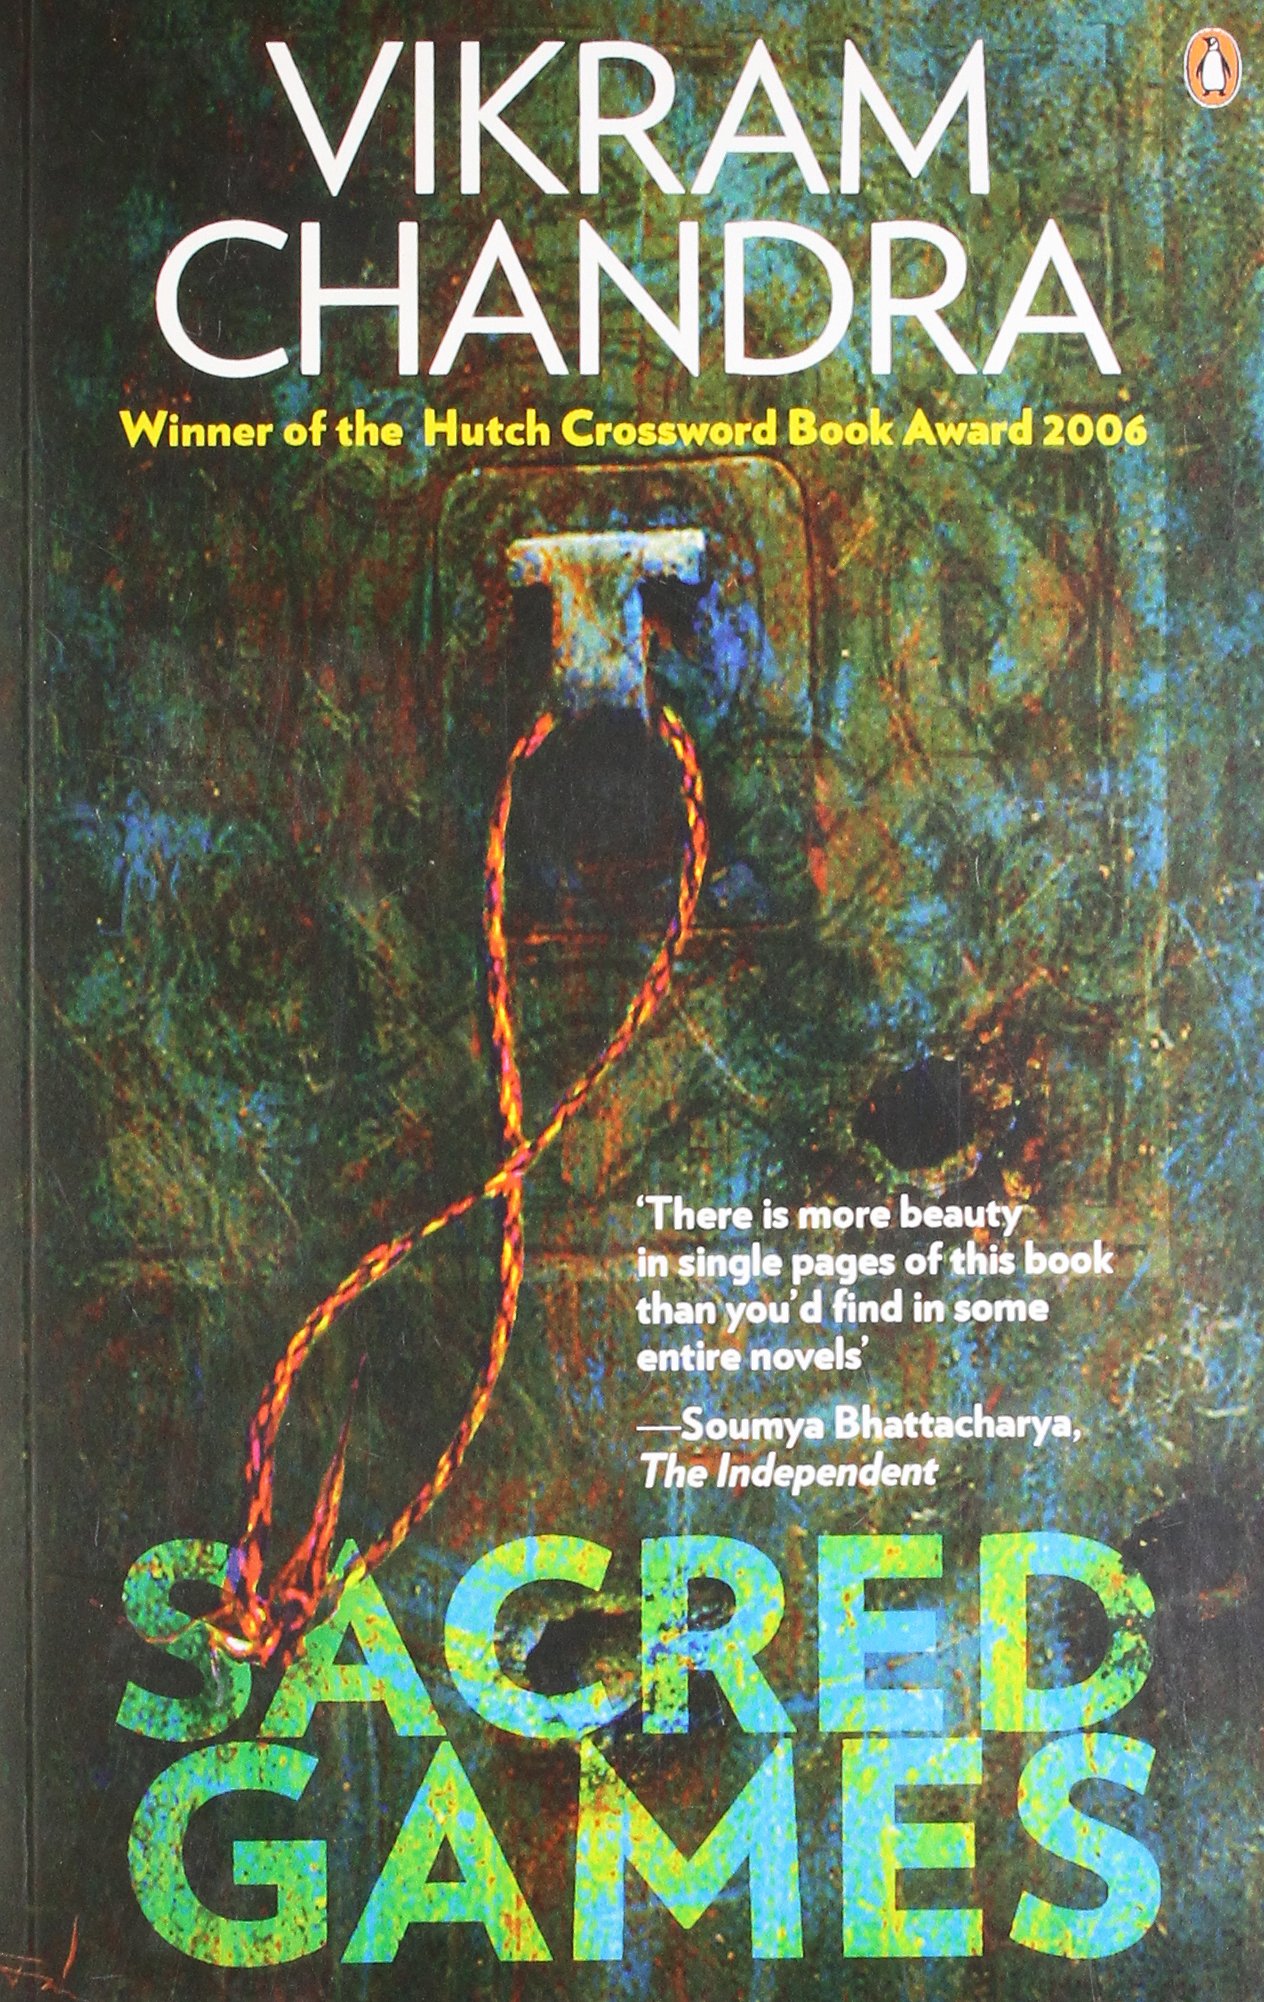 VIKRAM
CHANDRA
Winner of the Hutch Crossword Book Award 2006
‘There is more beauty
in single pages of this book
than you’d find in some
entire novels’
—Soumya Bhattacharya,
The Independent
SACRED
GAMES